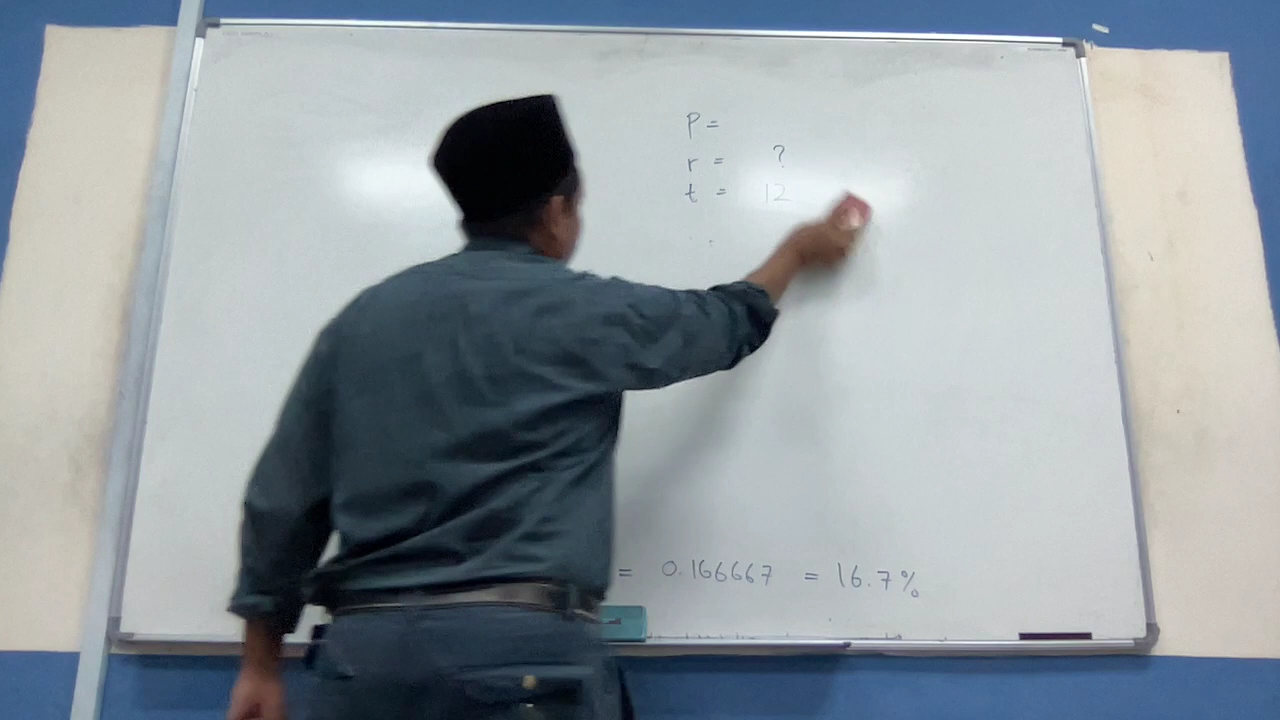 P =
r = ?
t = 12
= 0.166667 = 16.7%